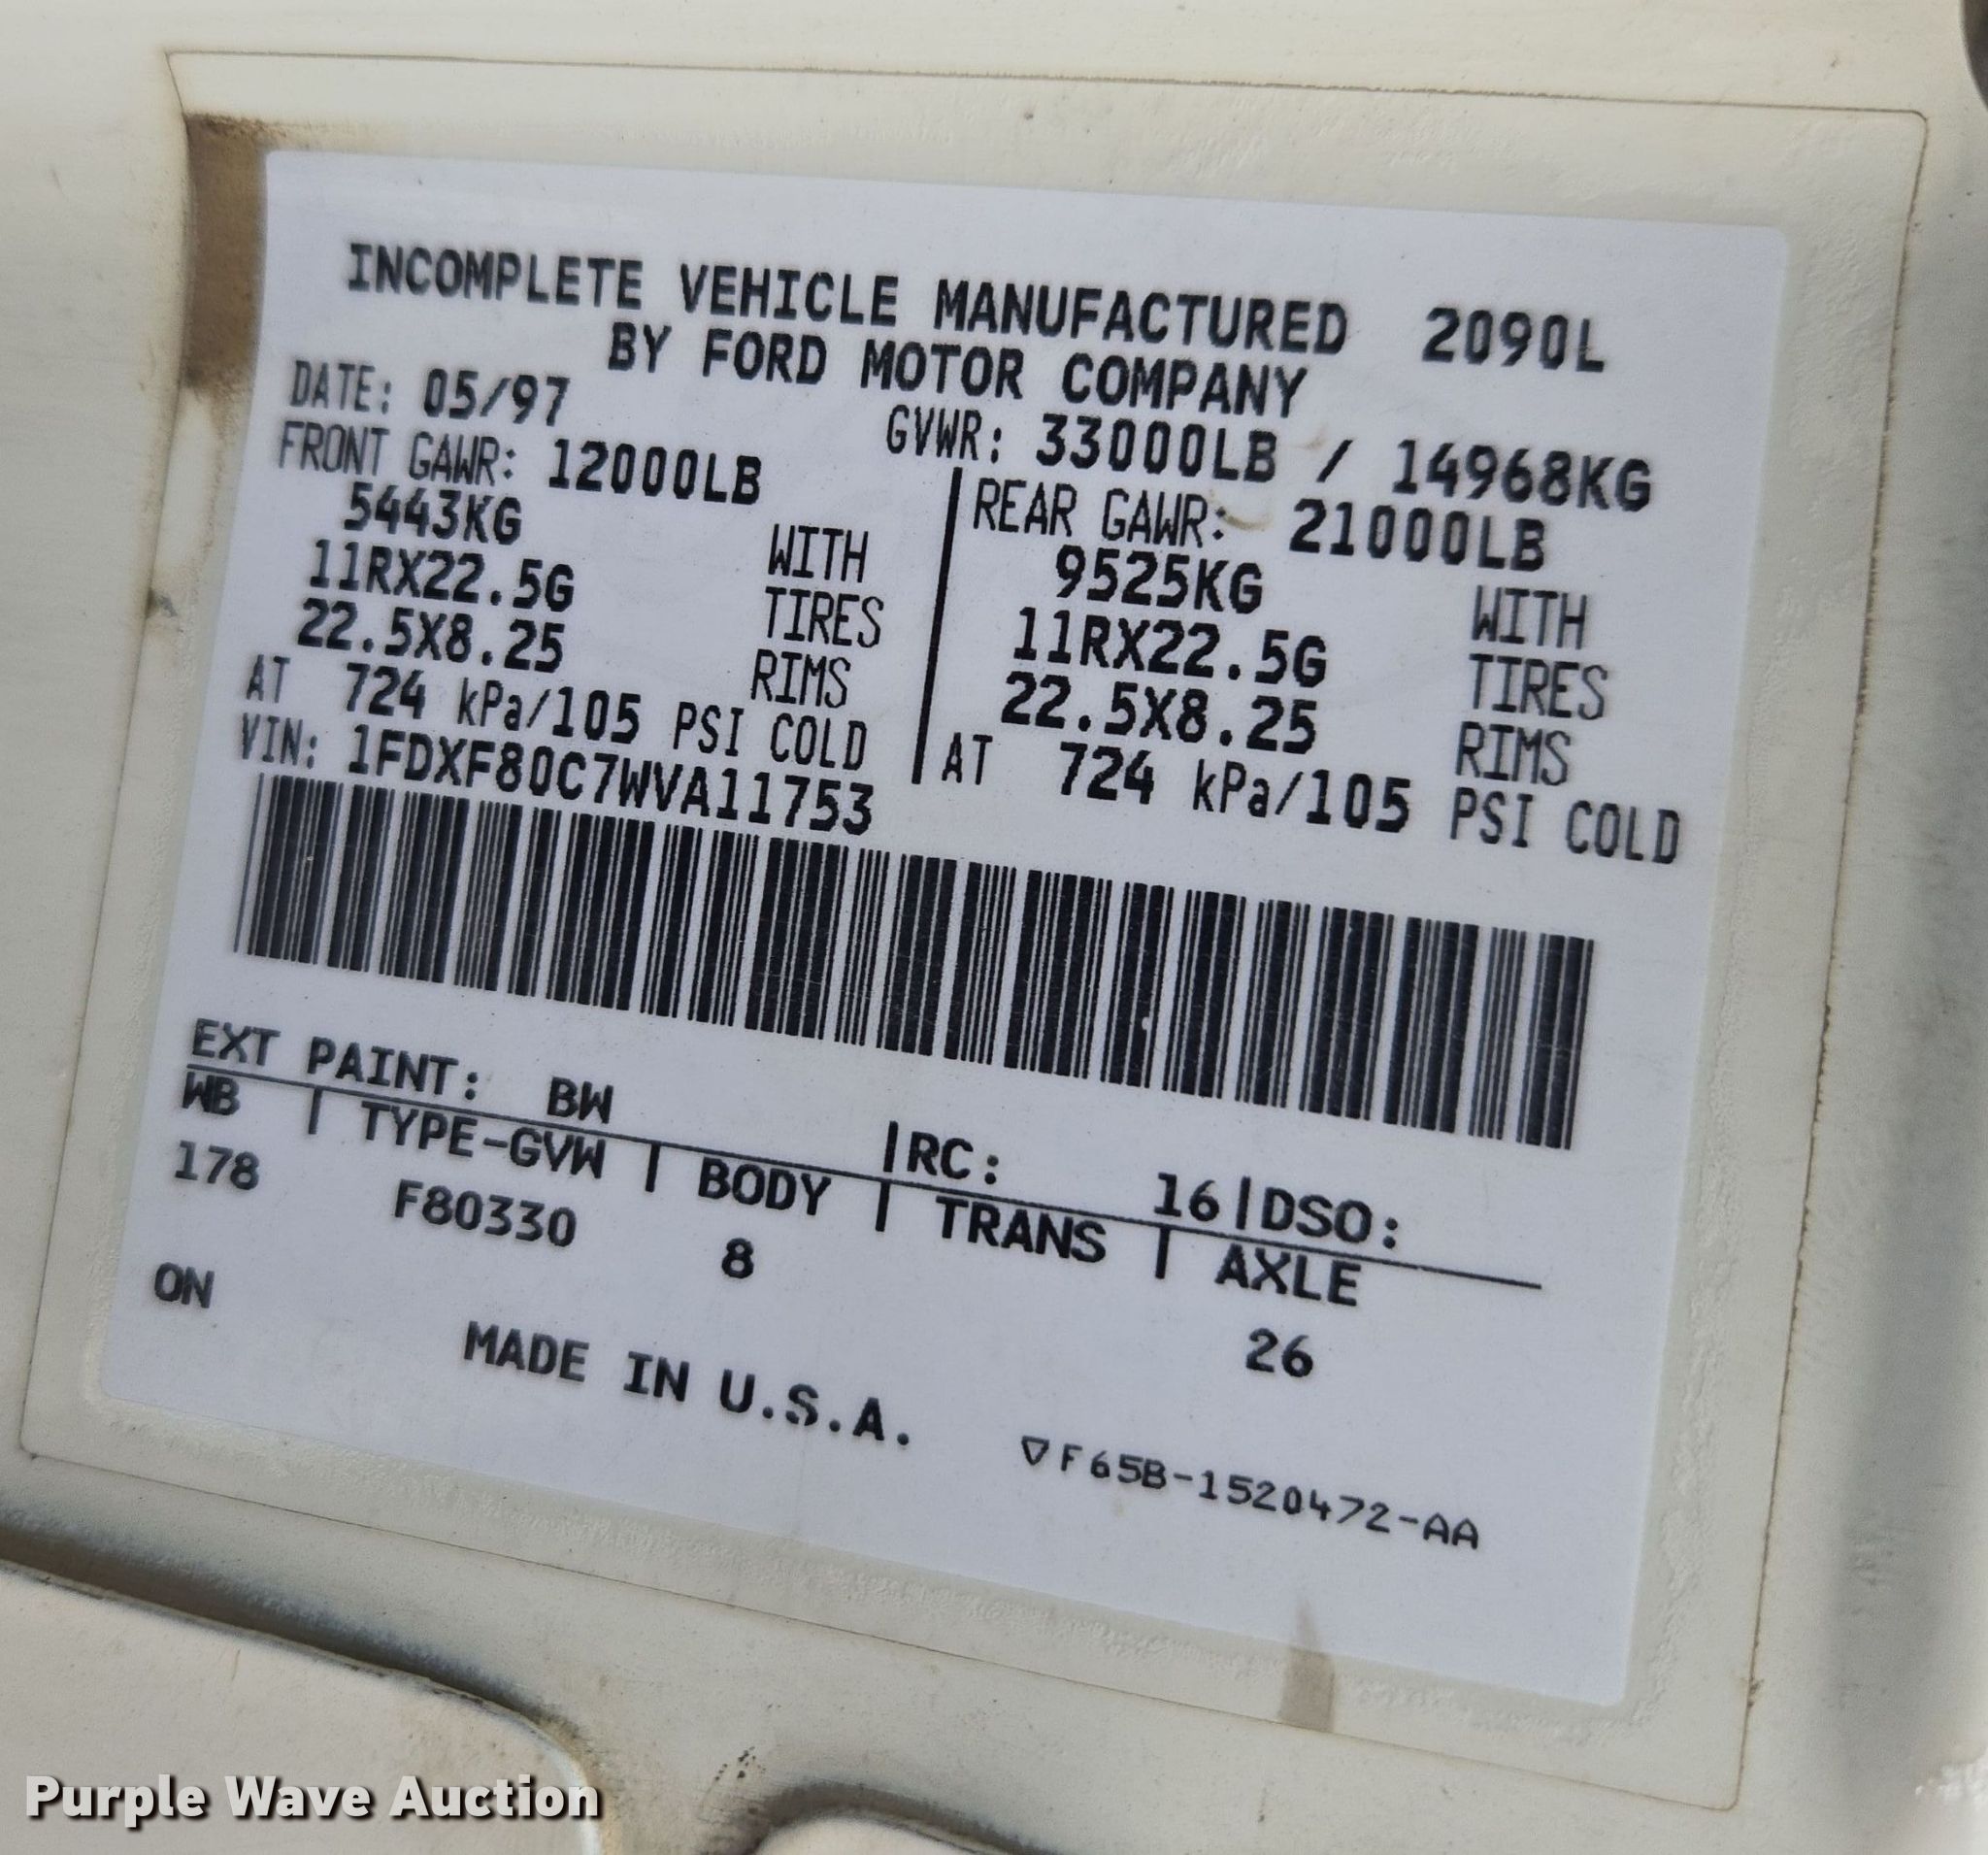 INCOMPLETE VEHICLE MANUFACTURED 2090L
BY FORD MOTOR COMPANY
DATE: 05/97 GVWR: 33000LB / 14968KG
FRONT GAWR: 12000LB REAR GAWR: 21000LB
5443KG WITH 9525KG WITH
11RX22.5G TIRES 11RX22.5G TIRES
22.5X8.25 RIMS 22.5X8.25 RIMS
AT 724 kPa/105 PSI COLD AT 724 kPa/105 PSI COLD
VIN: 1FDXF80C7WVA11753
EXT PAINT: BW |RC: 16|DSO:
WB | TYPE-GVW | BODY | TRANS | AXLE
178 F80330 8 26
ON
MADE IN U.S.A.
▽F65B-1520472-AA
Purple Wave Auction